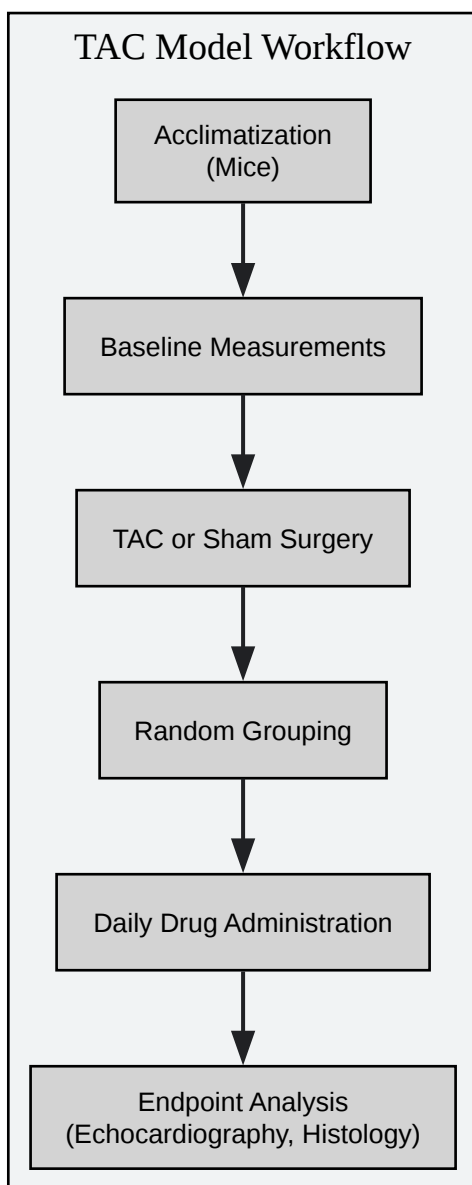 TAC Model Workflow
Acclimatization
(Mice)
Baseline Measurements
TAC or Sham Surgery
Random Grouping
Daily Drug Administration
Endpoint Analysis
(Echocardiography, Histology)